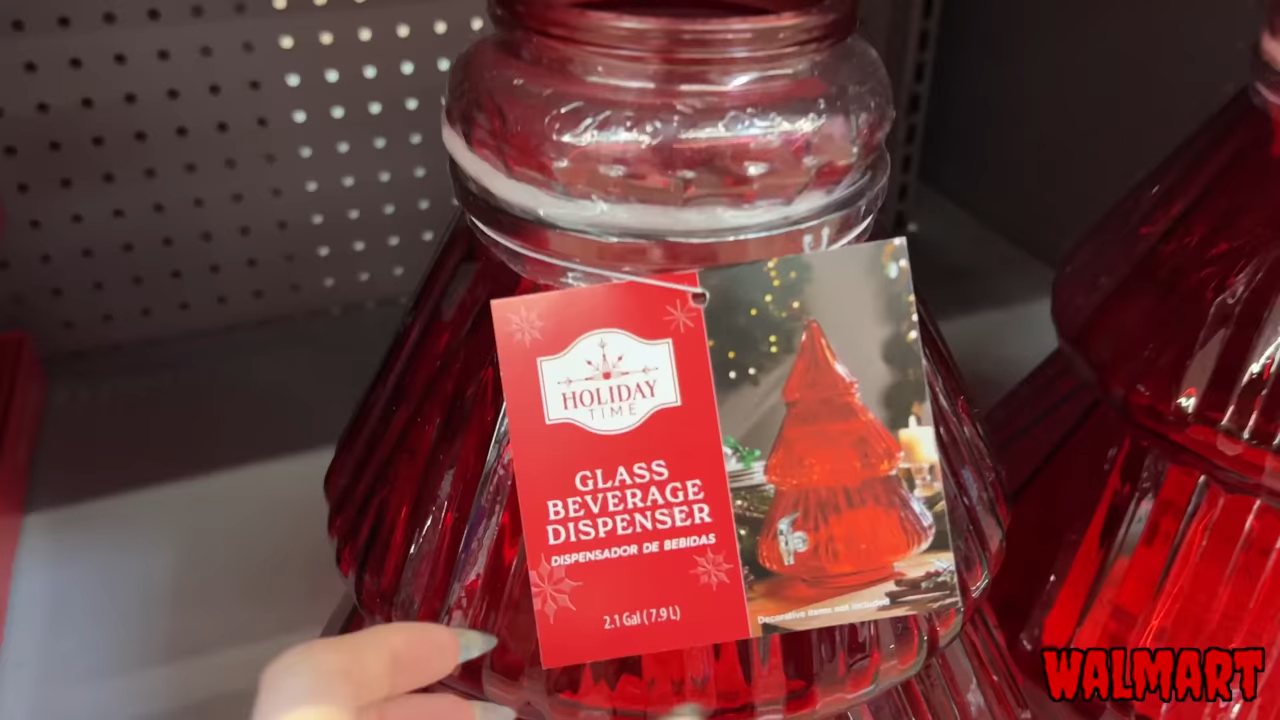 HOLIDAY
TIME
GLASS
BEVERAGE
DISPENSER
DISPENSADOR DE BEBIDAS
2.1 Gal (7.9 L)
Decorative items not included
WALMART